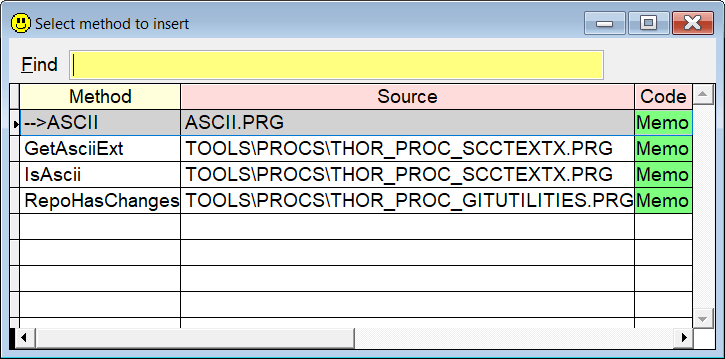 Select method to insert
Find
Method Source Code
-->ASCII ASCII.PRG Memo
GetAsciiExt TOOLS\PROCS\THOR_PROC_SCCTEXTX.PRG Memo
IsAscii TOOLS\PROCS\THOR_PROC_SCCTEXTX.PRG Memo
RepoHasChanges TOOLS\PROCS\THOR_PROC_GITUTILITIES.PRG Memo